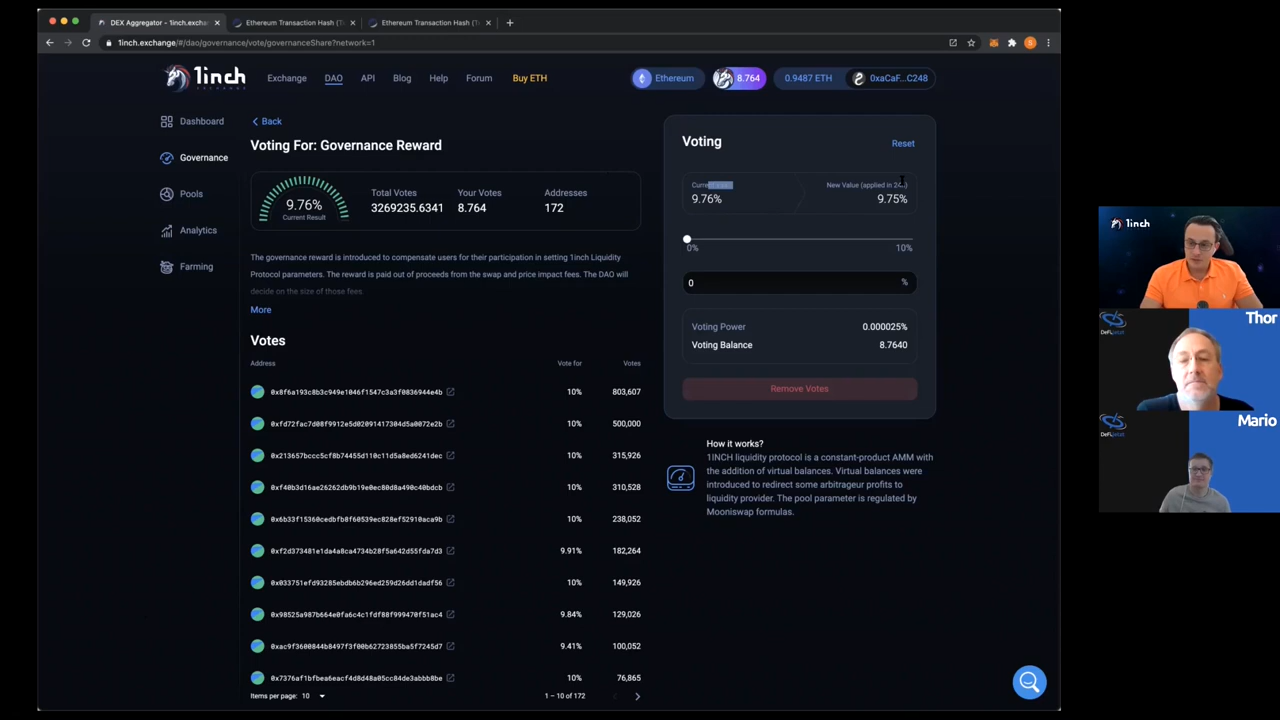 DEX Aggregator - 1inch.exchan
Ethereum Transaction Hash (T
Ethereum Transaction Hash (T
1inch.exchange/#/dao/governance/vote/governanceShare?network=1
S
1inch
EXCHANGE
Exchange
DAO
API
Blog
Help
Forum
Buy ETH
Ethereum
8.764
0.9487 ETH
0xaCaF...C248
Dashboard
Governance
Pools
Analytics
Farming
Back
Voting For: Governance Reward
9.76%
Current Result
Total Votes
3269235.6341
Your Votes
8.764
Addresses
172
The governance reward is introduced to compensate users for their participation in setting 1inch Liquidity
Protocol parameters. The reward is paid out of proceeds from the swap and price impact fees. The DAO will
decide on the size of those fees
More
Votes
Address Vote for Votes
0x8f6a193c8b3c949e1046f1547c3a3f0836944e4b 10% 803,607
0xfd72fac7d08f9912e5d02091417304d5a0072e2b 10% 500,000
0x213657bccc5cf8b74455d110c11d5a8ed6241dec 10% 315,926
0xf40b3d16ae26262db9b19e0ec80d8a490c40bdcb 10% 310,528
0x6b33f15360cedbfb8f60539ec828ef52910aca9b 10% 238,052
0xf2d373481e1da4a8ca4734b28f5a642d55fda7d3 9.91% 182,264
0x033751efd93285ebdb6b296ed259d26dd1dadf56 10% 149,926
0x98525a987b664e0fa6c4c1fdf88f999470f51ac4 9.84% 129,026
0xac9f3600844b8497f3f00b62723855ba5f7245d7 9.41% 100,052
0x7376af1bfbea6eacf4d8d48a05cc84de3abbb8be 10% 76,865
Items per page: 10
1 – 10 of 172
Voting
Reset
9.76%
New Value (applied in 24h)
9.75%
0%
10%
0
%
Voting Power 0.000025%
Voting Balance 8.7640
Remove Votes
How it works?
1INCH liquidity protocol is a constant-product AMM with
the addition of virtual balances. Virtual balances were
introduced to redirect some arbitrageur profits to
liquidity provider. The pool parameter is regulated by
Mooniswap formulas.
1inch
Thor
Mario